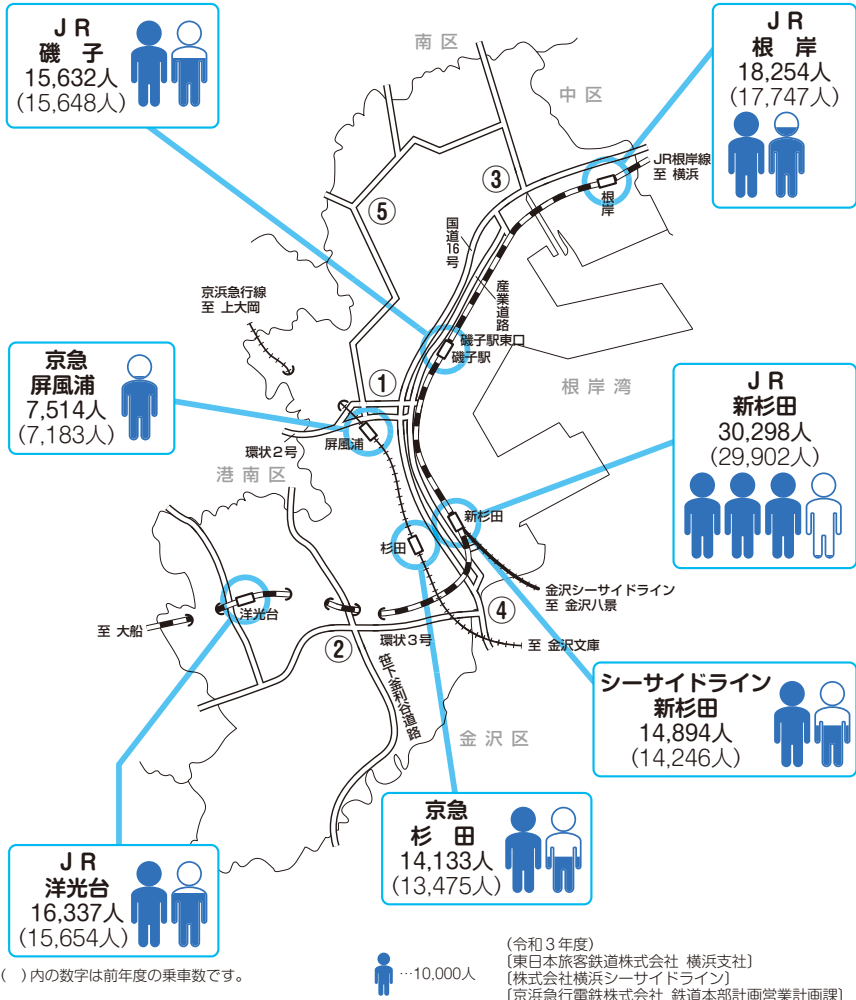 JR
磯子
15,632人
(15,648人)
JR
根岸
18,254人
(17,747人)
南区
中区
③
JR根岸線
至 横浜
根岸
⑤
国道16号
産業道路
京浜急行線
至 上大岡
磯子駅東口
磯子駅
京急
屏風浦
7,514人
(7,183人)
①
根岸湾
JR
新杉田
30,298人
(29,902人)
屏風浦
環状2号
港南区
新杉田
杉田
金沢シーサイドライン
至 金沢八景
洋光台
④
至 大船
②
環状3号
至 金沢文庫
笹下釜利谷道路
シーサイドライン
新杉田
14,894人
(14,246人)
金沢区
京急
杉田
14,133人
(13,475人)
JR
洋光台
16,337人
(15,654人)
( )内の数字は前年度の乗車数です。
…10,000人
(令和3年度)
[東日本旅客鉄道株式会社 横浜支社]
[株式会社横浜シーサイドライン]
[京浜急行電鉄株式会社 鉄道本部計画営業計画課]